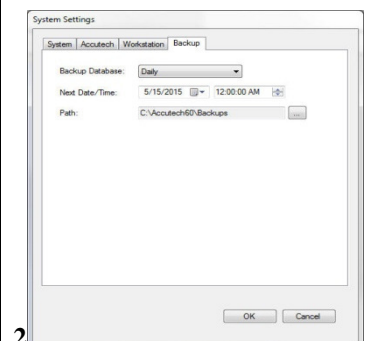 System Settings
System Accutech Workstation Backup
Backup Database: Daily
Next Date/Time: 5/15/2015 12:00:00 AM
Path: C:\Accutech60\Backups ...
OK Cancel
2